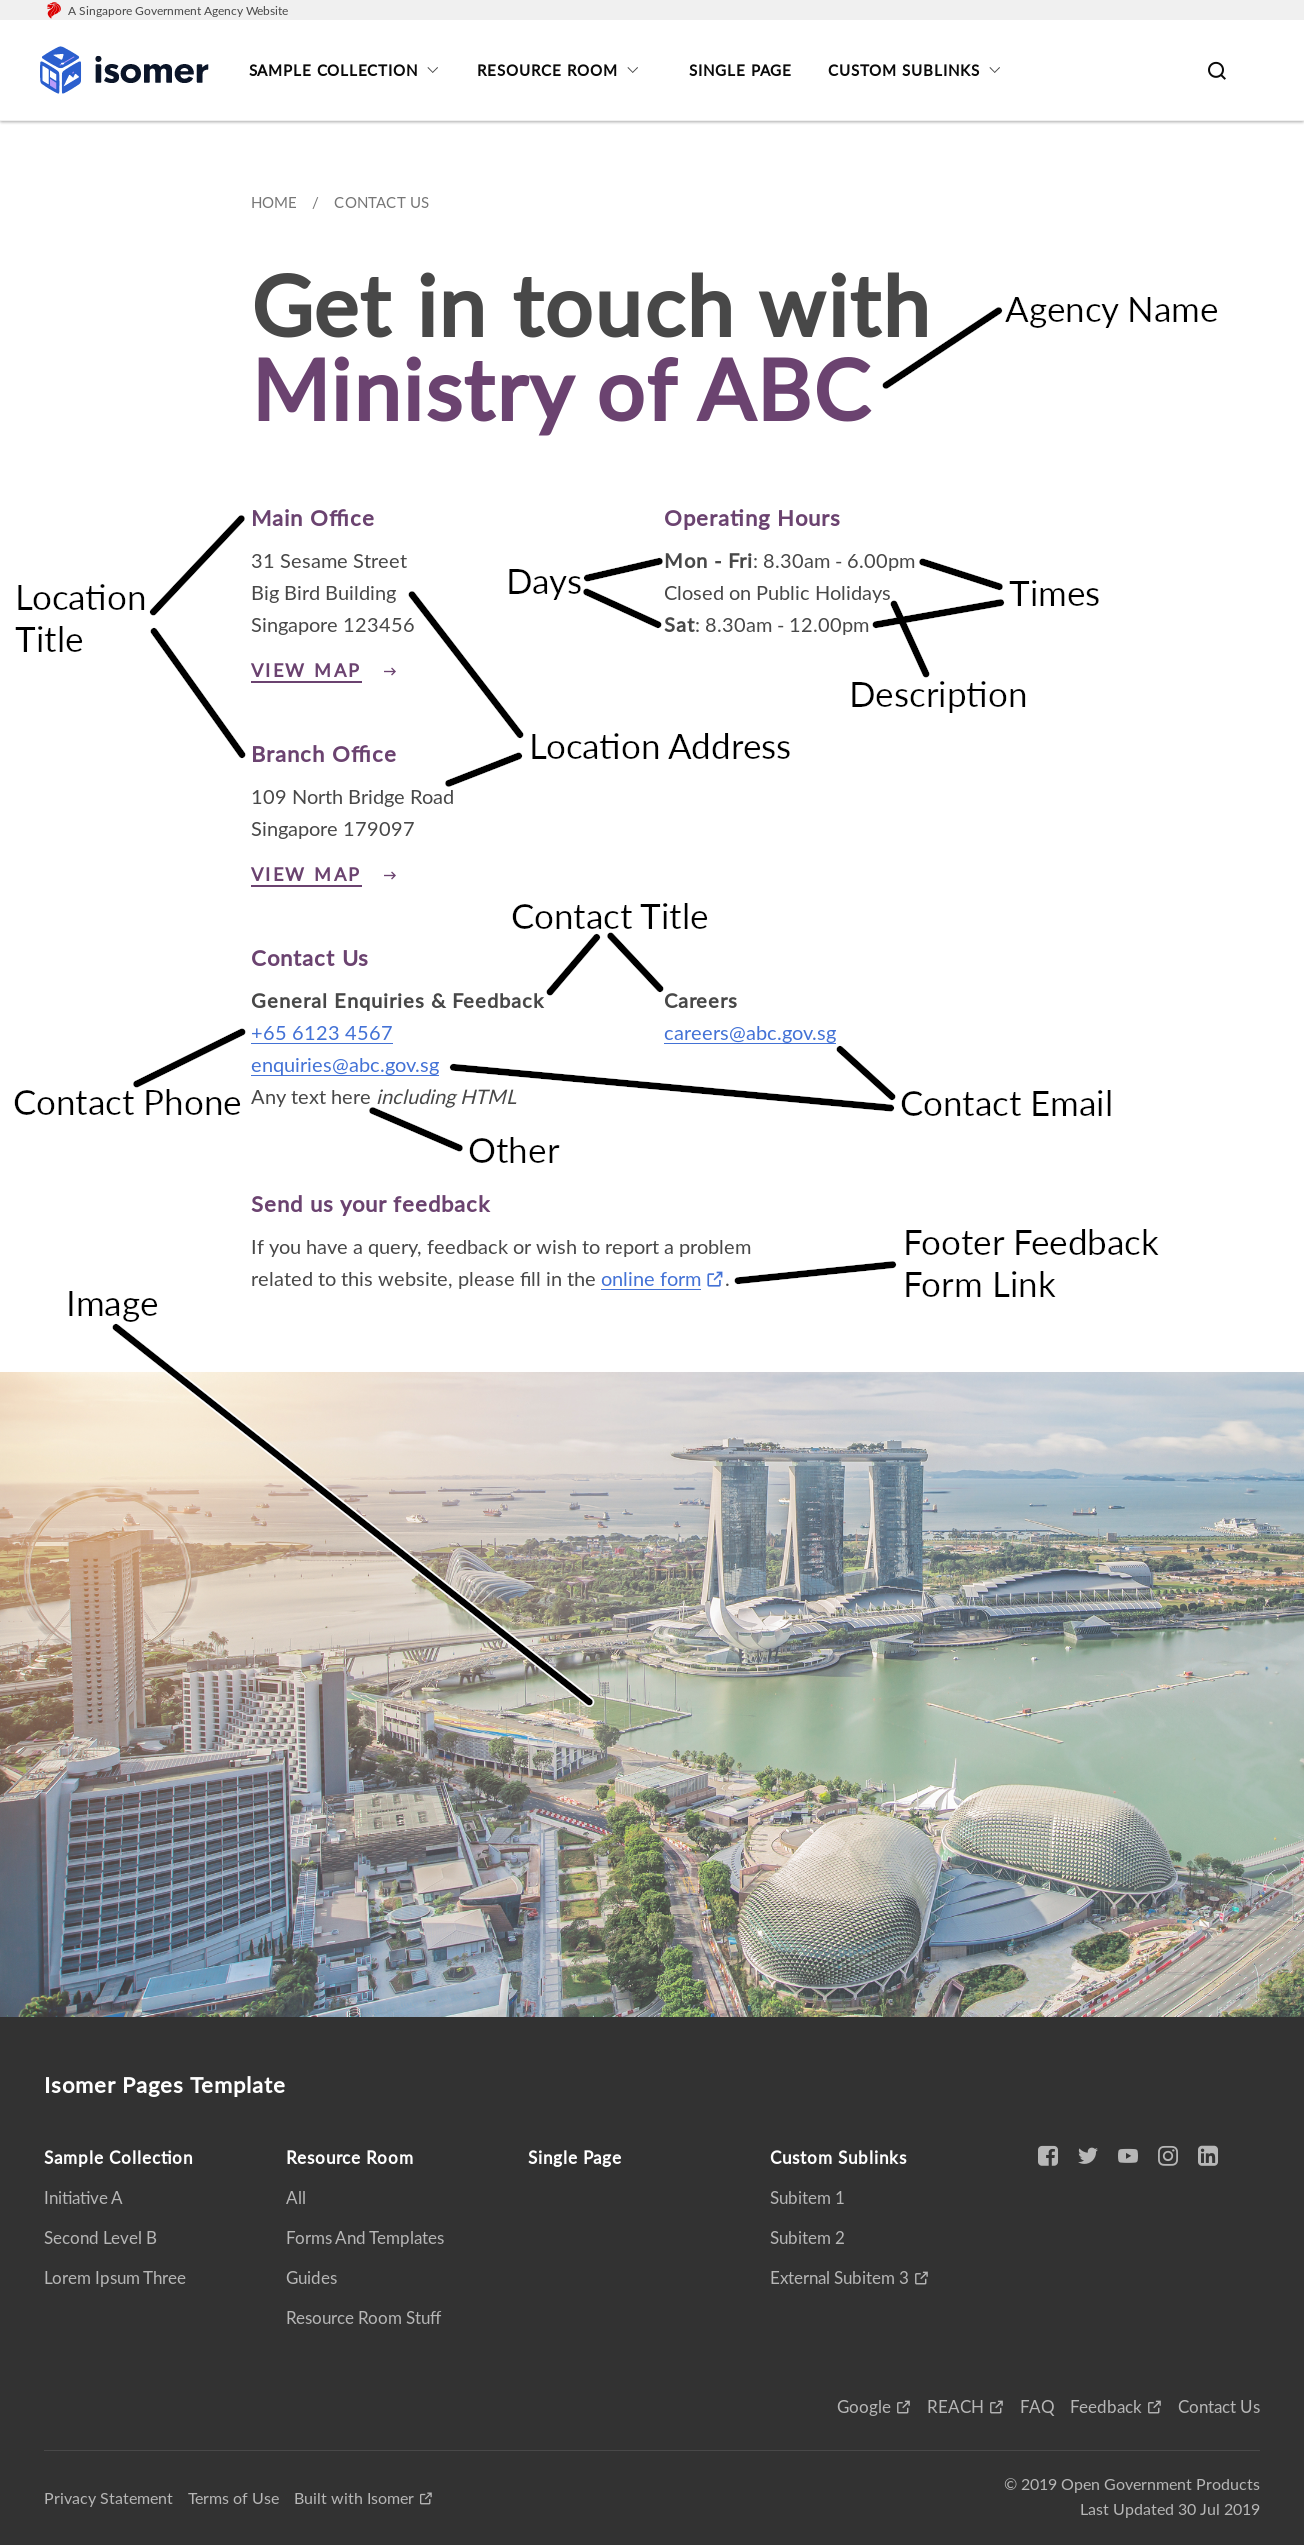 A Singapore Government Agency Website
isomer
SAMPLE COLLECTION
RESOURCE ROOM
SINGLE PAGE
CUSTOM SUBLINKS
HOME / CONTACT US
Get in touch with
Ministry of ABC
Agency Name
Main Office
31 Sesame Street
Big Bird Building
Singapore 123456
VIEW MAP →
Location
Title
Operating Hours
Mon - Fri: 8.30am - 6.00pm
Closed on Public Holidays
Sat: 8.30am - 12.00pm
Days
Times
Description
Location Address
Branch Office
109 North Bridge Road
Singapore 179097
VIEW MAP →
Contact Title
Contact Us
General Enquiries & Feedback
+65 6123 4567
enquiries@abc.gov.sg
Any text here including HTML
Careers
careers@abc.gov.sg
Contact Phone
Contact Email
Other
Send us your feedback
If you have a query, feedback or wish to report a problem
related to this website, please fill in the online form.
Footer Feedback
Form Link
Image
Isomer Pages Template
Sample Collection
Initiative A
Second Level B
Lorem Ipsum Three
Resource Room
All
Forms And Templates
Guides
Resource Room Stuff
Single Page
Custom Sublinks
Subitem 1
Subitem 2
External Subitem 3
Google REACH FAQ Feedback Contact Us
Privacy Statement Terms of Use Built with Isomer
© 2019 Open Government Products
Last Updated 30 Jul 2019